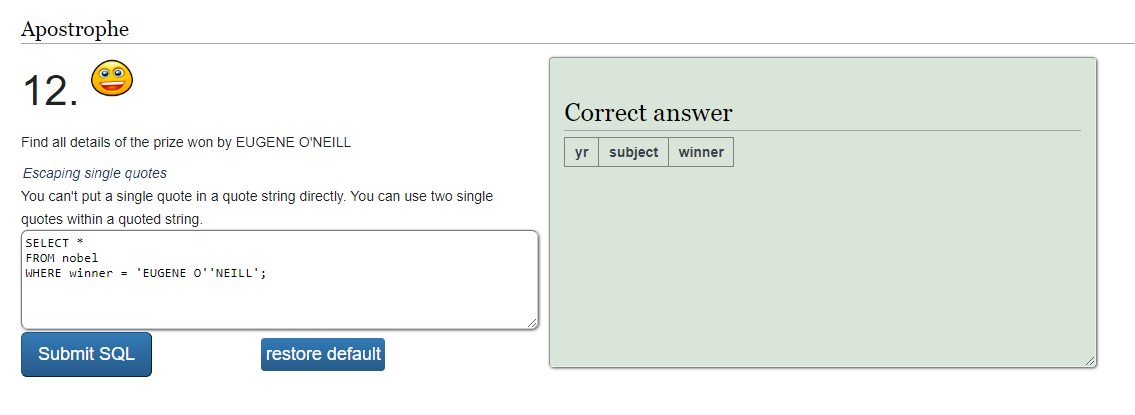 Apostrophe
12.
Find all details of the prize won by EUGENE O'NEILL
Escaping single quotes
You can't put a single quote in a quote string directly. You can use two single
quotes within a quoted string.
SELECT *
FROM nobel
WHERE winner = 'EUGENE O''NEILL';
Submit SQL
restore default
Correct answer
yr subject winner